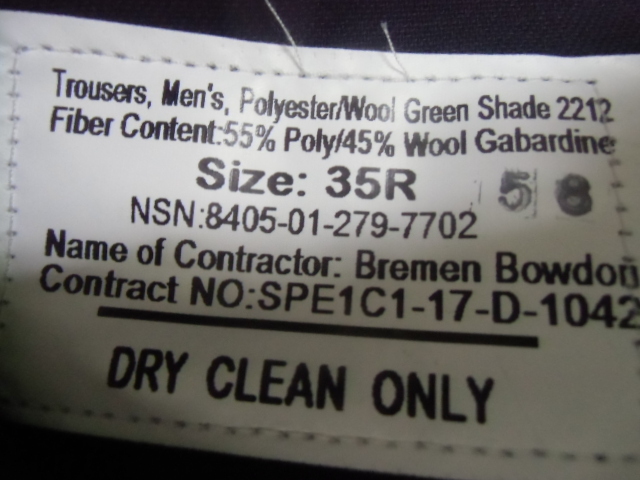 Trousers, Men's, Polyester/Wool Green Shade 2212
Fiber Content:55% Poly/45% Wool Gabardine
Size: 35R 58
NSN:8405-01-279-7702
Name of Contractor: Bremen Bowdon
Contract NO:SPE1C1-17-D-1042
DRY CLEAN ONLY